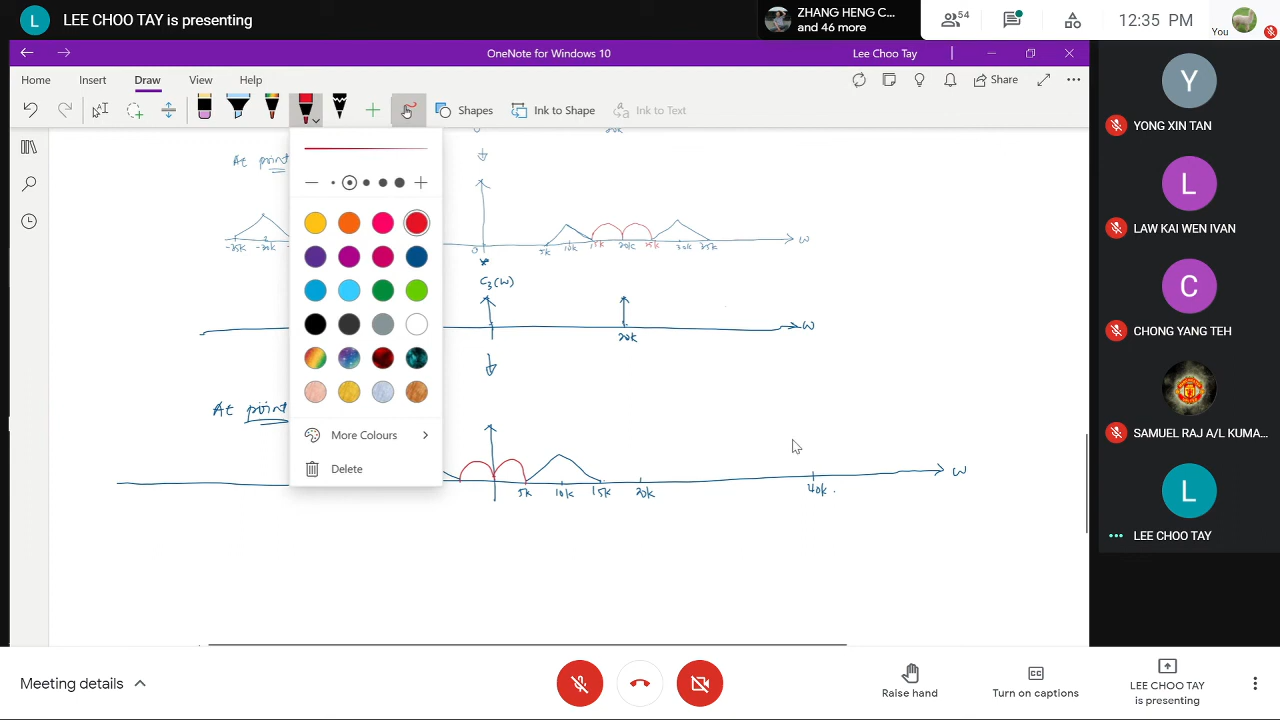 L LEE CHOO TAY is presenting
ZHANG HENG C...
and 46 more
54
12:35 PM
You
OneNote for Windows 10
Lee Choo Tay
Home Insert Draw View Help
Share
Shapes Ink to Shape Ink to Text
At point
20k
-35k -30k 0 5k 10k 15k 20k 25k 30k 35k W
C3(W)
20k W
At point
5k 10k 15k 20k 40k. W
More Colours
Delete
Y
YONG XIN TAN
L
LAW KAI WEN IVAN
C
CHONG YANG TEH
SAMUEL RAJ A/L KUMA...
L
LEE CHOO TAY
Meeting details
Raise hand
Turn on captions
LEE CHOO TAY
is presenting